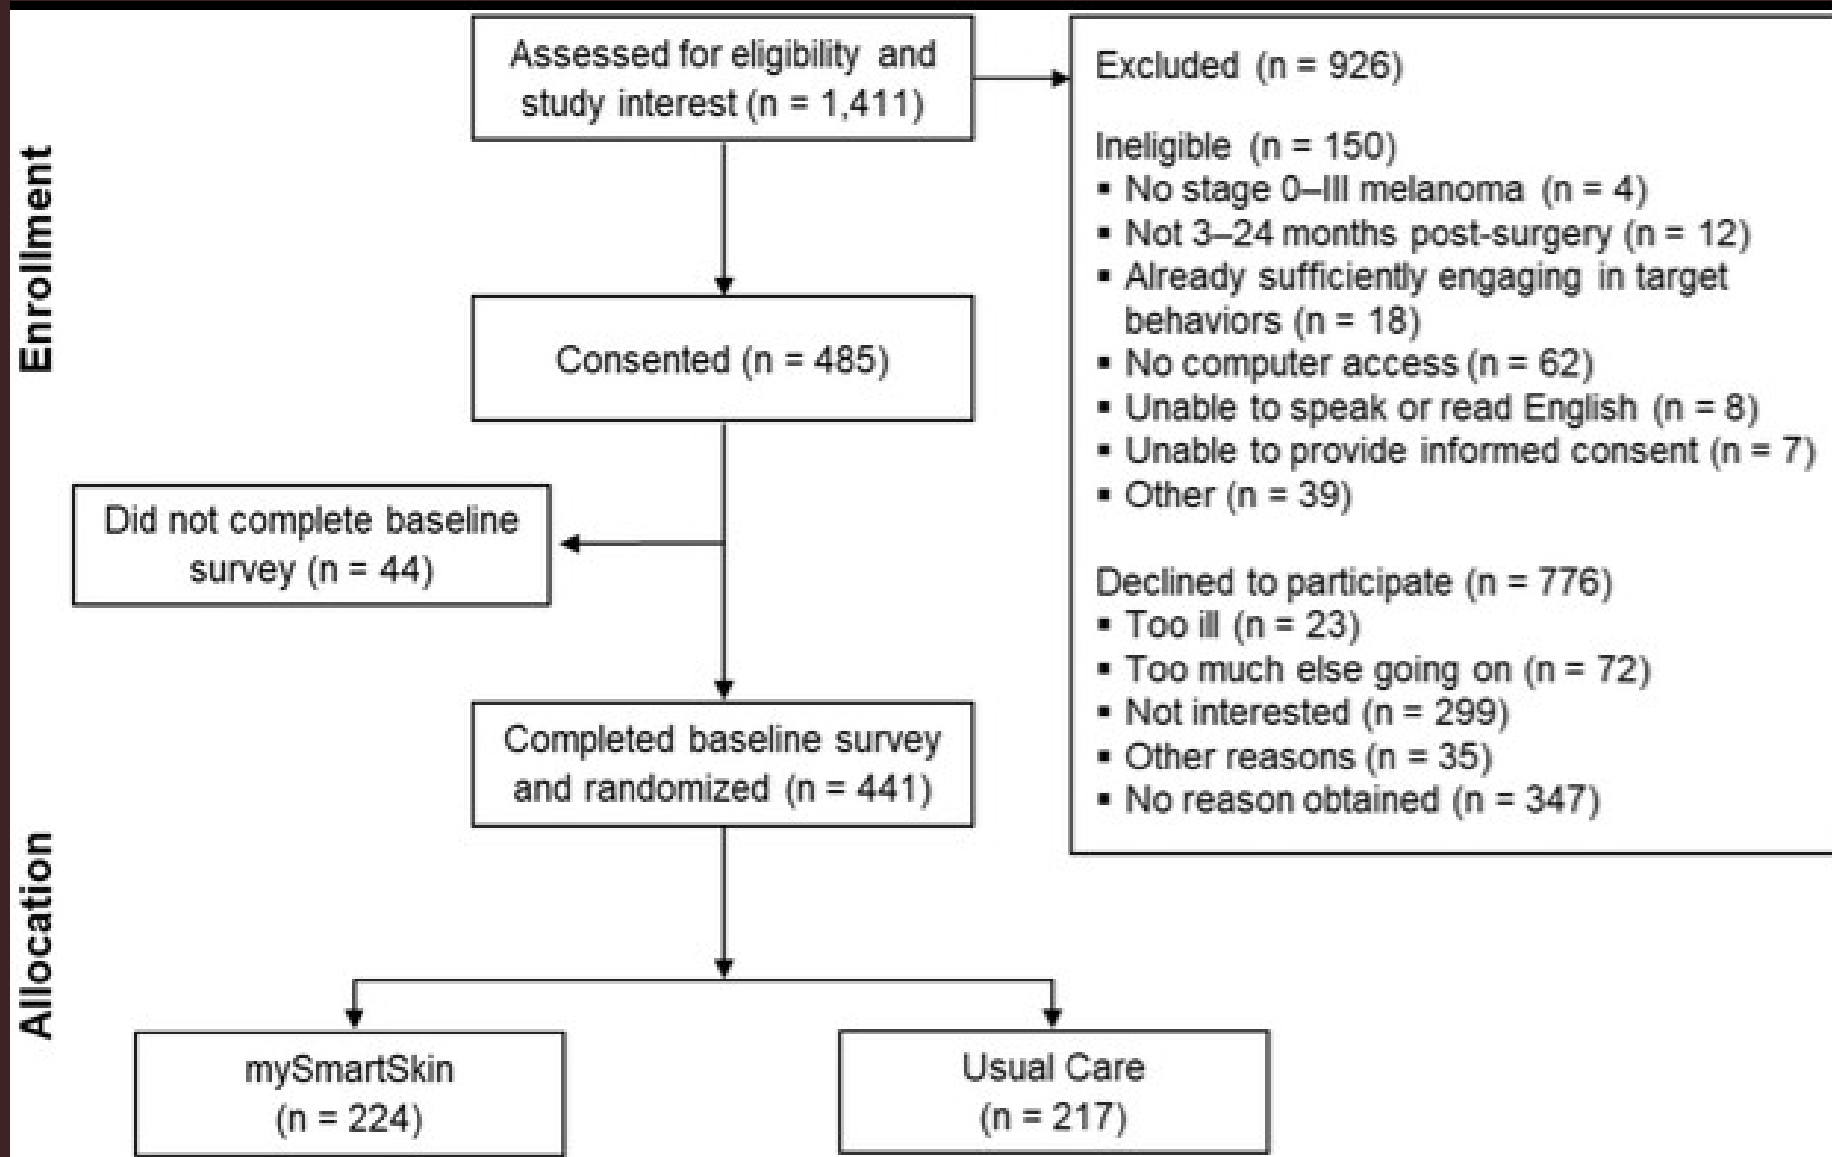 Enrollment
Assessed for eligibility and
study interest (n = 1,411)
Excluded (n = 926)
Ineligible (n = 150)
▪ No stage 0–III melanoma (n = 4)
▪ Not 3–24 months post-surgery (n = 12)
▪ Already sufficiently engaging in target
behaviors (n = 18)
▪ No computer access (n = 62)
▪ Unable to speak or read English (n = 8)
▪ Unable to provide informed consent (n = 7)
▪ Other (n = 39)
Declined to participate (n = 776)
▪ Too ill (n = 23)
▪ Too much else going on (n = 72)
▪ Not interested (n = 299)
▪ Other reasons (n = 35)
▪ No reason obtained (n = 347)
Consented (n = 485)
Did not complete baseline
survey (n = 44)
Completed baseline survey
and randomized (n = 441)
Allocation
mySmartSkin
(n = 224)
Usual Care
(n = 217)